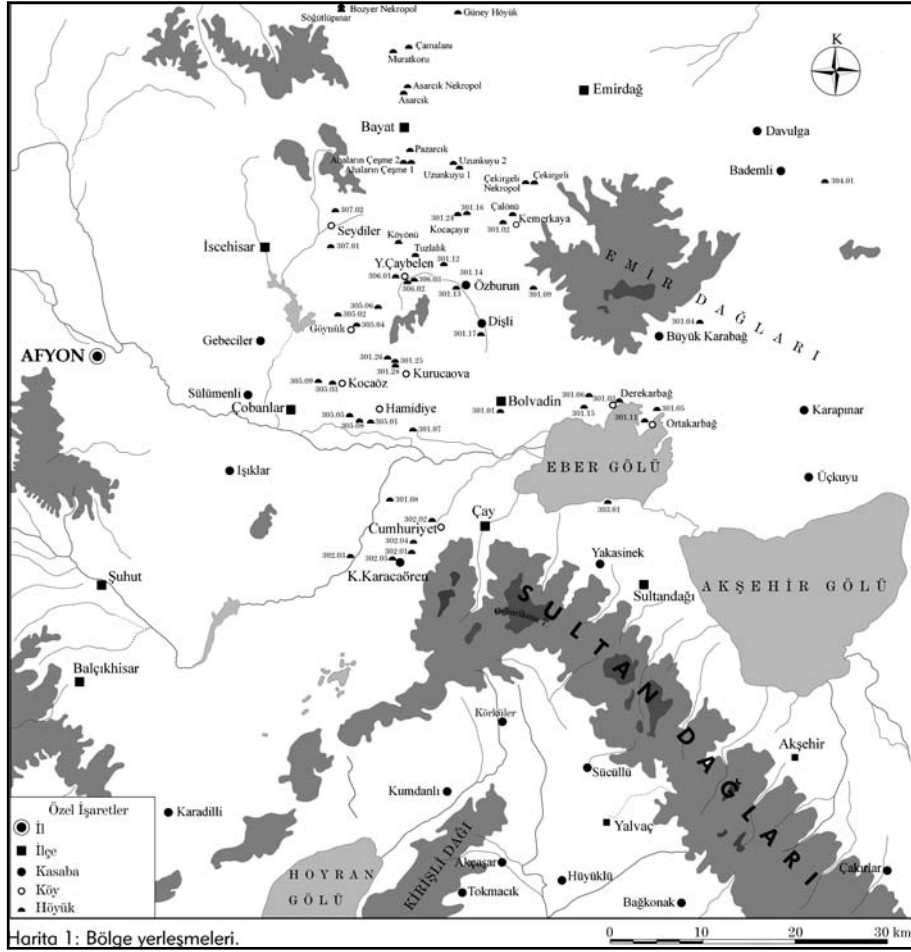 Bozyer Nekropol
Söğütlüpınar
Güney Höyük
Çamalanı
Muratkoru
K
Asarcık Nekropol
Asarcık
Emirdağ
Bayat
Davulga
Pazarcık
Abaların Çeşme 2
Abaların Çeşme 1
Uzunkuyu 2
Uzunkuyu 1
Bademli
304.01
Çekirgeli
Çekirgeli
Nekropol
307.02
Seydiler
301.16
301.24
Kocaçayır
Çalönü
Kemerkaya
301.02
İscehisar
307.01
Köyönü
Tuzlalık
301.12
Y.Çaybelen
306.01
306.03
306.02
301.14
Özburun
301.13
301.09
EMİR DAĞLARI
305.06
305.02
305.04
Göynük
Dişli
301.17
301.04
Büyük Karabağ
Gebeciler
AFYON
301.26
301.25
301.28
Kurucaova
305.09
305.03
Kocaöz
Sülümenli
Çobanlar
Hamidiye
305.05
305.08
305.01
301.07
Bolvadin
301.01
301.06
301.03
Derekarbağ
301.15
301.11
301.05
Ortakarbağ
Karapınar
Işıklar
EBER GÖLÜ
Üçkuyu
301.08
303.01
302.02
Cumhuriyet
Çay
302.04
302.01
302.03
302.05
K.Karacaören
Yakasinek
Şuhut
Sultandağı
AKŞEHİR GÖLÜ
SULTAN DAĞLARI
Balçıkhisar
Körküler
Akşehir
Sücüllü
Kumdanlı
Karadilli
Yalvaç
KİRİŞLİ DAĞI
Akçaşar
HOYRAN
GÖLÜ
Tokmacık
Hüyüklü
Bağkonak
Çakırlar
Özel İşaretler
İl
İlçe
Kasaba
Köy
Höyük
Harita 1: Bölge yerleşmeleri.
0 10 20 30 km